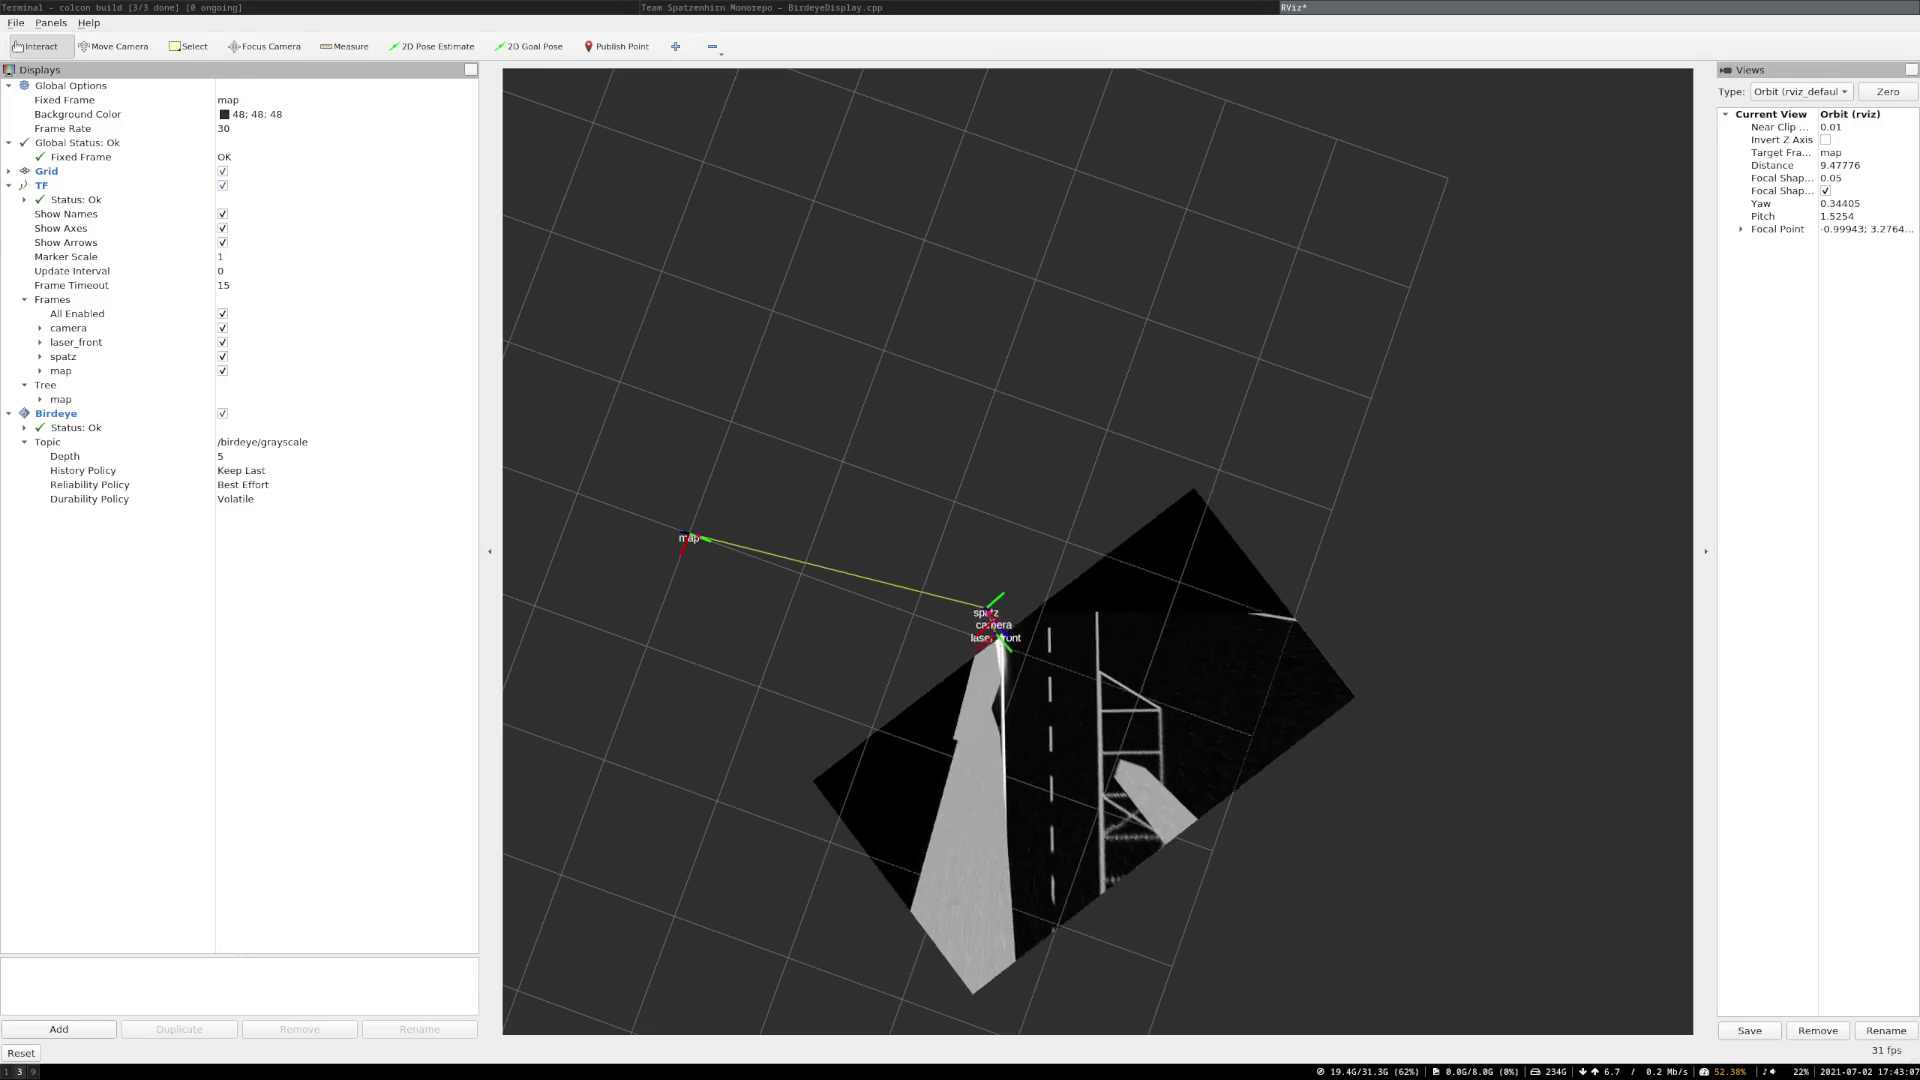 Terminal - colcon build [3/3 done] [0 ongoing]
Team Spatzenhirn Monorepo – BirdeyeDisplay.cpp
RViz*
File Panels Help
Interact Move Camera Select Focus Camera Measure 2D Pose Estimate 2D Goal Pose Publish Point
Displays
Global Options
Fixed Frame map
Background Color 48; 48; 48
Frame Rate 30
Global Status: Ok
Fixed Frame OK
Grid
TF
Status: Ok
Show Names
Show Axes
Show Arrows
Marker Scale 1
Update Interval 0
Frame Timeout 15
Frames
All Enabled
camera
laser_front
spatz
map
Tree
map
Birdeye
Status: Ok
Topic /birdeye/grayscale
Depth 5
History Policy Keep Last
Reliability Policy Best Effort
Durability Policy Volatile
Add Duplicate Remove Rename
Reset
map
spatz
camera
laser_front
Views
Type: Orbit (rviz_defaul Zero
Current View Orbit (rviz)
Near Clip ... 0.01
Invert Z Axis
Target Fra... map
Distance 9.47776
Focal Shap... 0.05
Focal Shap...
Yaw 0.34405
Pitch 1.5254
Focal Point -0.99943; 3.2764...
Save Remove Rename
31 fps
1 3 9
19.4G/31.3G (62%) | 0.0G/8.0G (0%) | 234G | 6.7 / 0.2 Mb/s | 52.38% | 22% | 2021-07-02 17:43:07